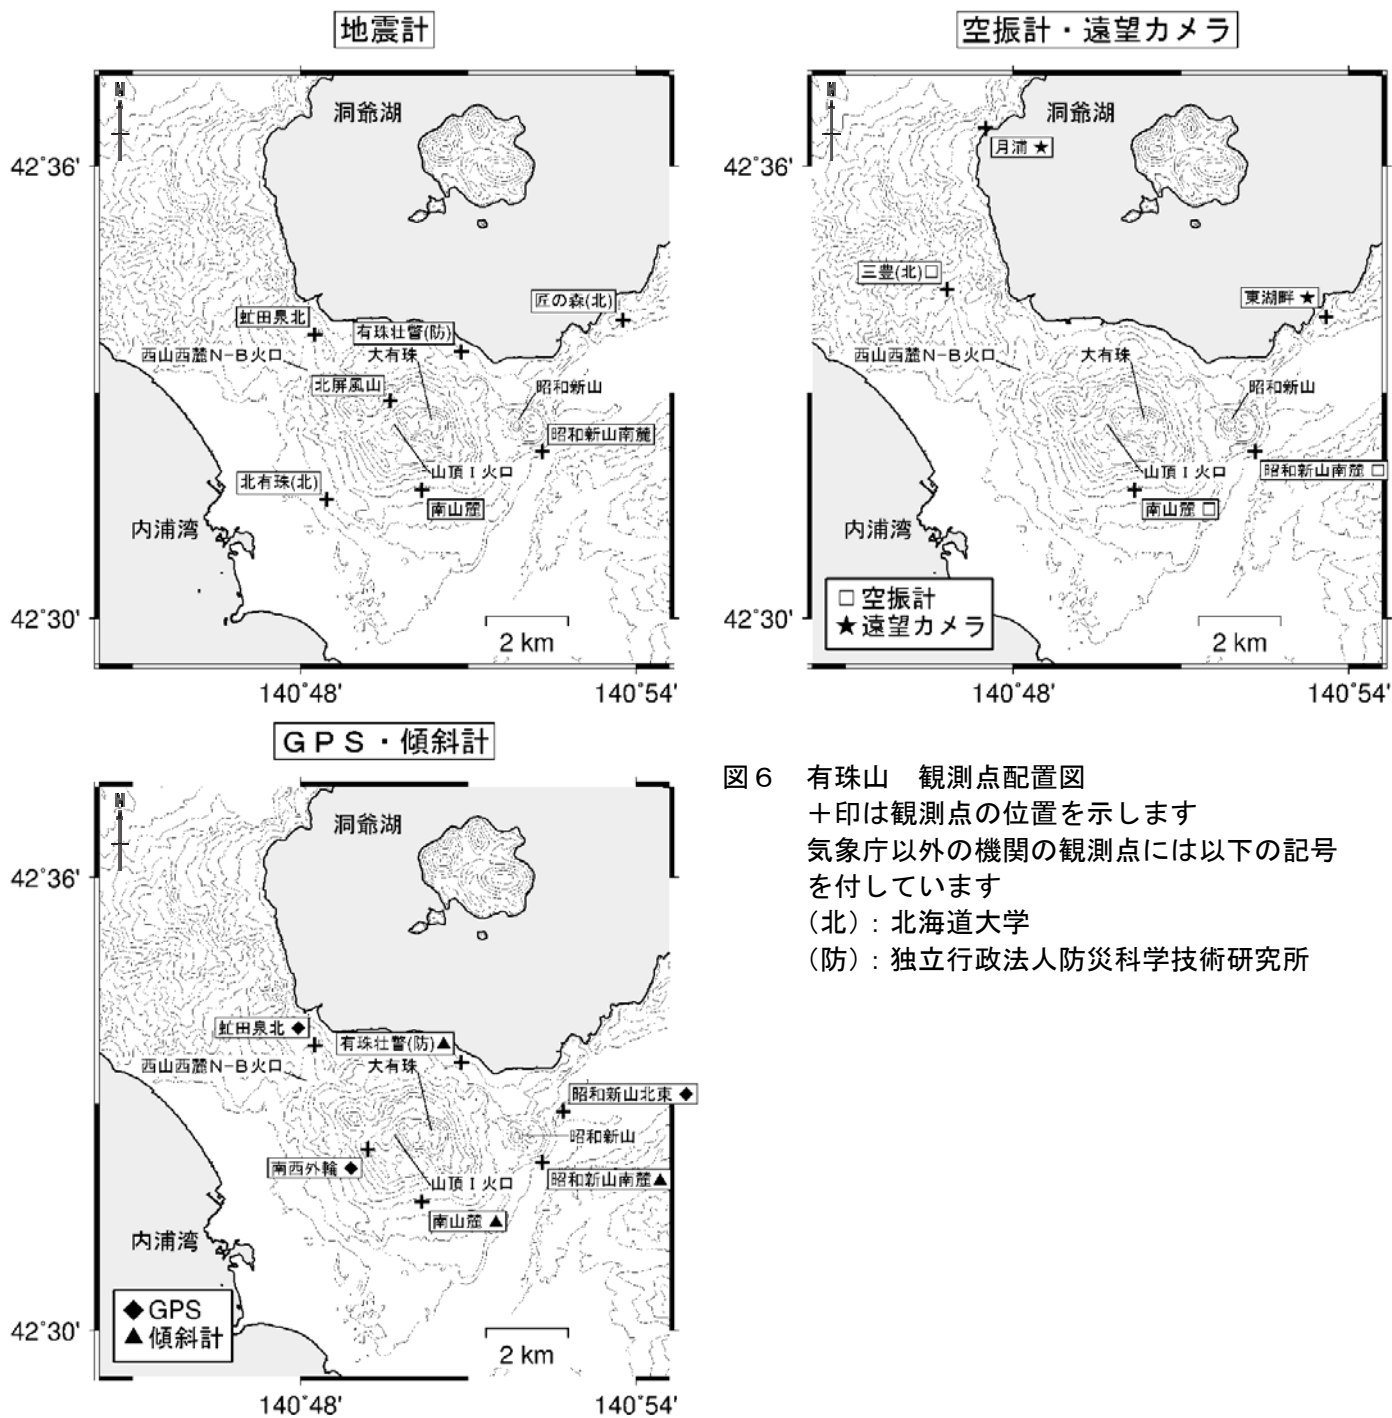 地震計
N
洞爺湖
42°36'
匠の森(北)
虻田泉北
有珠壮瞥(防)
西山西麓N-B火口
大有珠
北屏風山
昭和新山
昭和新山南麓
山頂Ⅰ火口
北有珠(北)
南山麓
内浦湾
42°30'
2 km
140°48'
140°54'
空振計・遠望カメラ
N
洞爺湖
月浦 ★
42°36'
三豊(北)□
東湖畔 ★
西山西麓N-B火口
大有珠
昭和新山
山頂Ⅰ火口
昭和新山南麓 □
南山麓 □
内浦湾
□ 空振計
★遠望カメラ
42°30'
2 km
140°48'
140°54'
GPS・傾斜計
N
洞爺湖
42°36'
虻田泉北 ◆
有珠壮瞥(防)▲
西山西麓N-B火口
大有珠
昭和新山北東 ◆
昭和新山
南西外輪 ◆
山頂Ⅰ火口
昭和新山南麓▲
南山麓 ▲
内浦湾
◆GPS
▲傾斜計
42°30'
2 km
140°48'
140°54'
図6 有珠山 観測点配置図
+印は観測点の位置を示します
気象庁以外の機関の観測点には以下の記号
を付しています
(北):北海道大学
(防):独立行政法人防災科学技術研究所